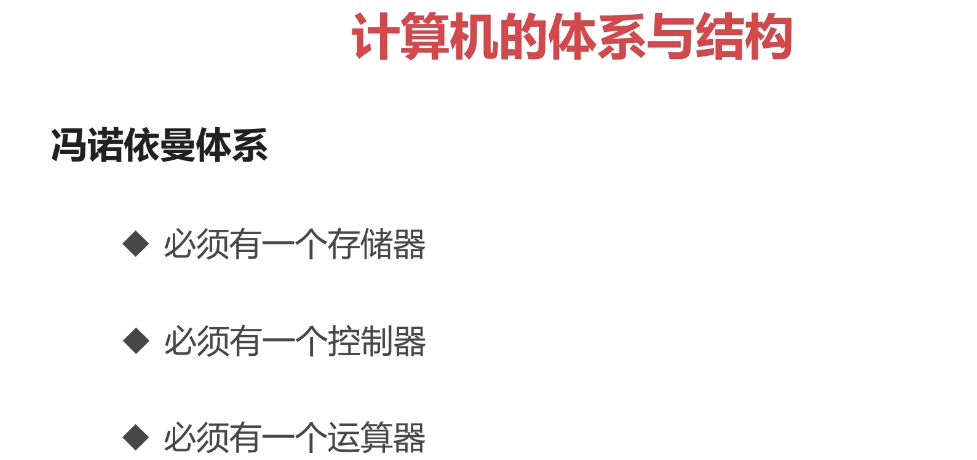 计算机的体系与结构
冯诺依曼体系
◆ 必须有一个存储器
◆ 必须有一个控制器
◆ 必须有一个运算器